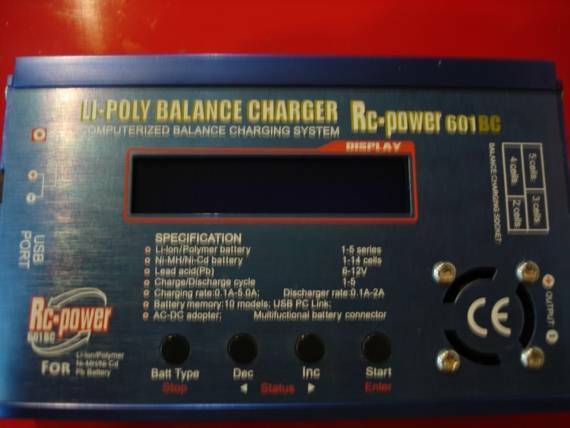 LI-POLY BALANCE CHARGER Rc-power 601BC
COMPUTERIZED BALANCE CHARGING SYSTEM
DISPLAY
BALANCE CHARGING SOCKET
5 cells 3 cells
4 cells 2 cells
USB PORT
SPECIFICATION
Li-Ion/Polymer battery 1-5 series
Ni-MH/Ni-Cd battery 1-14 cells
Lead acid(Pb) 6-12V
Charge/Discharge cycle 1-5
Charging rate:0.1A-5.0A; Discharger rate:0.1A-2A
Battery memory:10 models; USB PC Link;
AC-DC adopter; Multifuctional battery connector
OUTPUT
CE
Rc-power
601BC
FOR Li-Ion/Polymer
Ni-MH/Ni-Cd
Pb Battery
Batt Type Dec Inc Start
Stop Status Enter